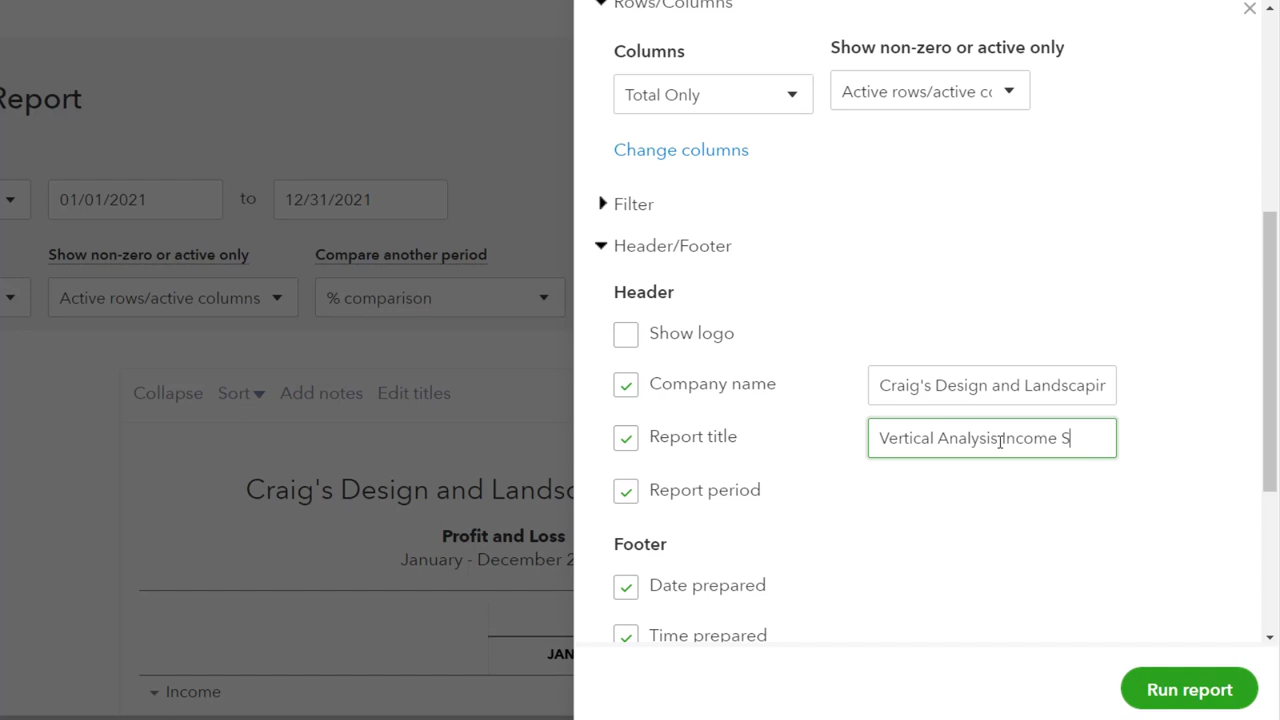 Rows/Columns
Report
Columns
Show non-zero or active only
Total Only
Active rows/active cc
Change columns
01/01/2021 to 12/31/2021
Filter
Header/Footer
Show non-zero or active only
Compare another period
Active rows/active columns
% comparison
Header
Show logo
Collapse Sort Add notes Edit titles
Company name
Craig's Design and Landscapir
Report title
Vertical Analysis Income S
Report period
Craig's Design and Landsc
Profit and Loss
January - December 2
Footer
Date prepared
Time prepared
JAN
Income
Run report